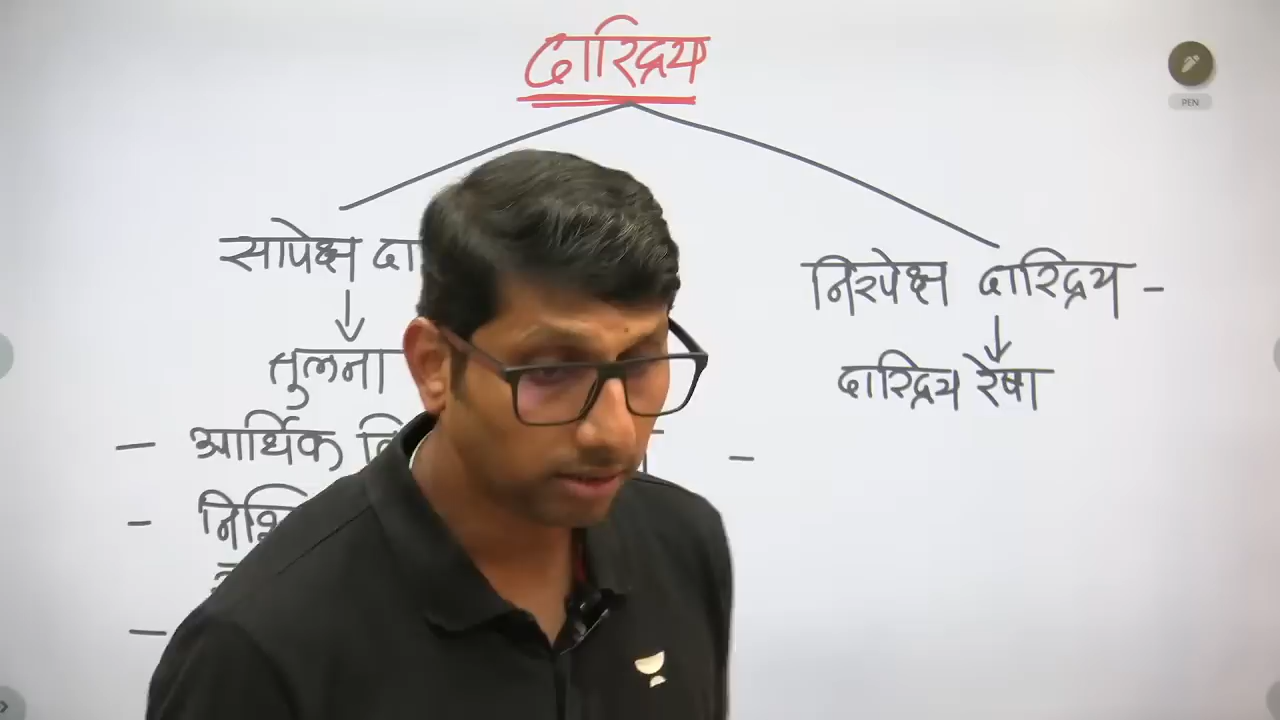 दारिद्र्य
PEN
सापेक्ष
निरपेक्ष दारिद्र्य -
तुलना
दारिद्र्य रेषा
- आर्थिक
-
-
-